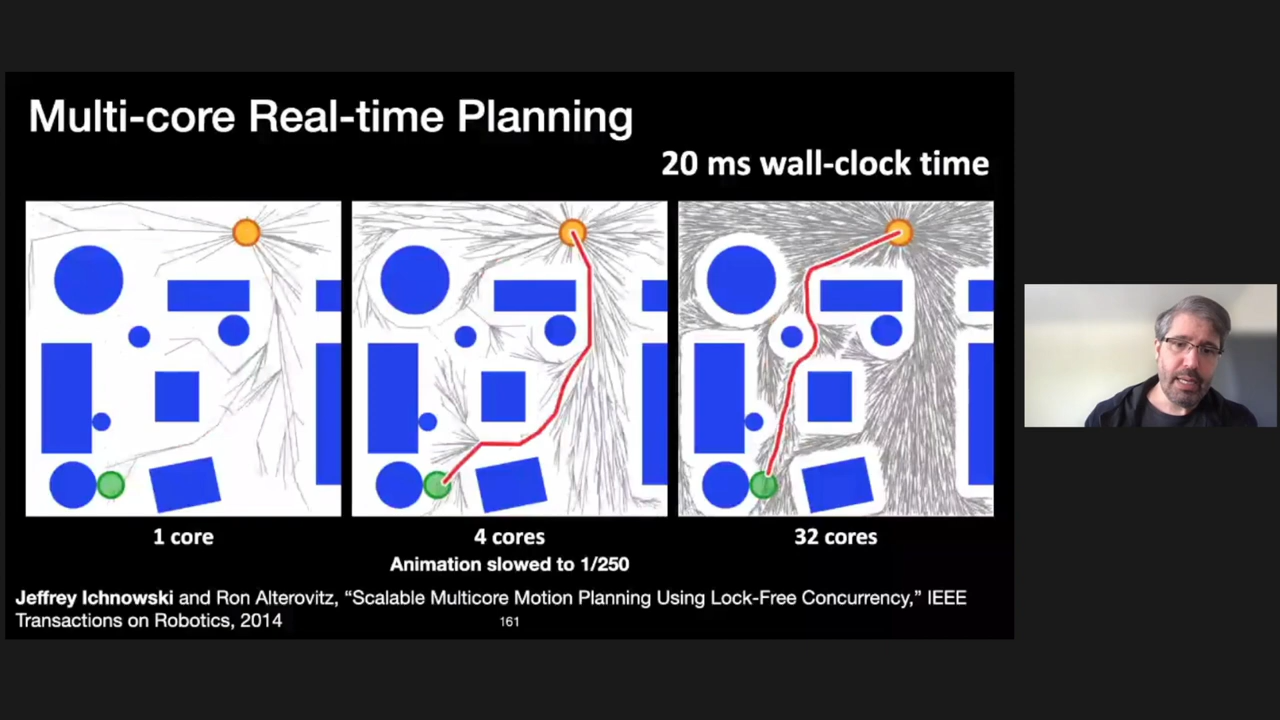 Multi-core Real-time Planning
20 ms wall-clock time
1 core
4 cores
32 cores
Animation slowed to 1/250
Jeffrey Ichnowski and Ron Alterovitz, “Scalable Multicore Motion Planning Using Lock-Free Concurrency,” IEEE
Transactions on Robotics, 2014
161